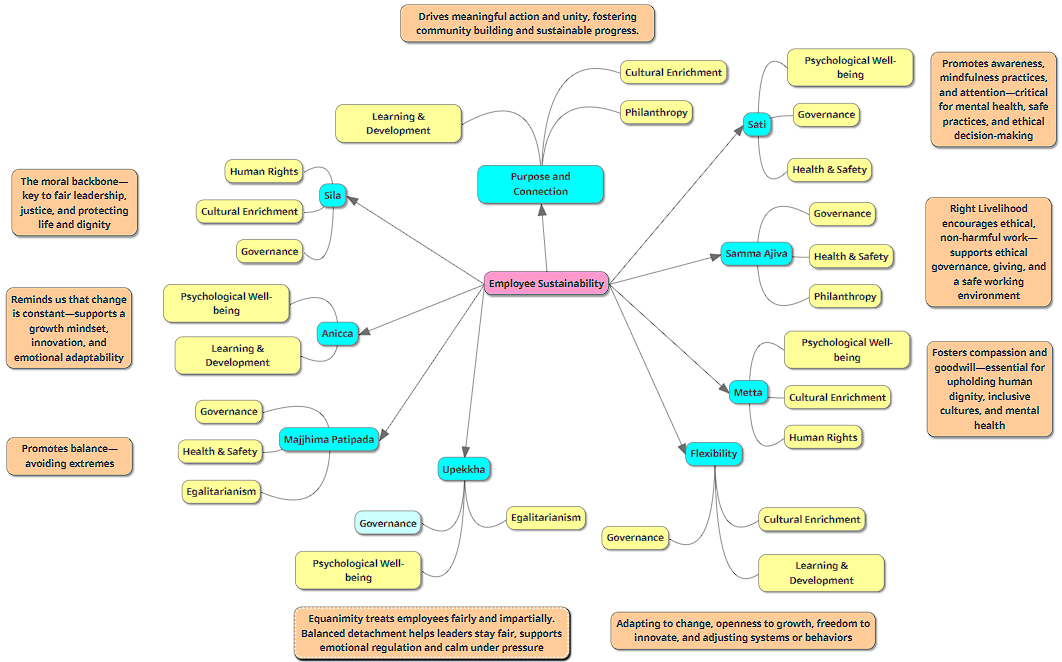 Drives meaningful action and unity, fostering
community building and sustainable progress.
Cultural Enrichment
Learning &
Development
Philanthropy
Purpose and
Connection
Psychological Well-
being
Sati
Governance
Health & Safety
Promotes awareness,
mindfulness practices,
and attention—critical
for mental health, safe
practices, and ethical
decision-making
The moral backbone—
key to fair leadership,
justice, and protecting
life and dignity
Human Rights
Sila
Cultural Enrichment
Governance
Governance
Samma Ajiva
Health & Safety
Philanthropy
Right Livelihood
encourages ethical,
non-harmful work—
supports ethical
governance, giving, and
a safe working
environment
Employee Sustainability
Reminds us that change
is constant—supports a
growth mindset,
innovation, and
emotional adaptability
Psychological Well-
being
Anicca
Learning &
Development
Psychological Well-
being
Metta
Cultural Enrichment
Human Rights
Fosters compassion and
goodwill—essential for
upholding human
dignity, inclusive
cultures, and mental
health
Promotes balance—
avoiding extremes
Governance
Majjhima Patipada
Health & Safety
Egalitarianism
Upekkha
Governance
Egalitarianism
Psychological Well-
being
Flexibility
Governance
Cultural Enrichment
Learning &
Development
Equanimity treats employees fairly and impartially.
Balanced detachment helps leaders stay fair, supports
emotional regulation and calm under pressure
Adapting to change, openness to growth, freedom to
innovate, and adjusting systems or behaviors